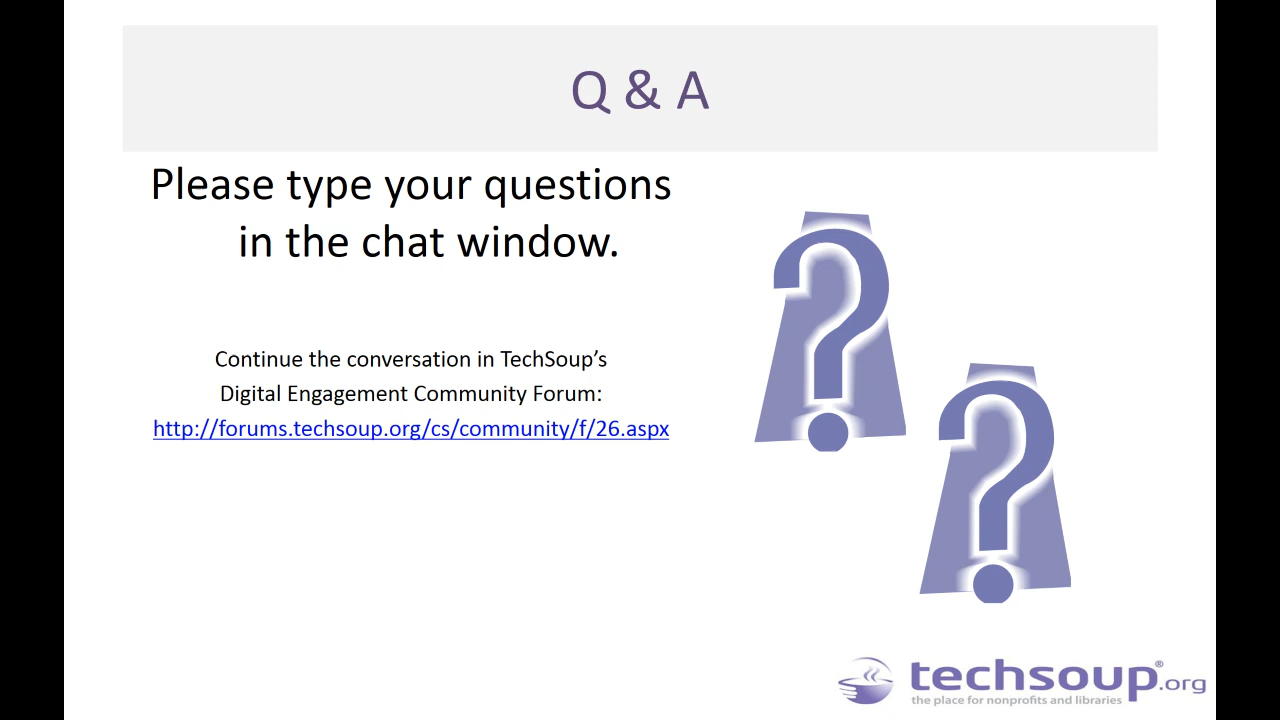 Q & A
Please type your questions
in the chat window.
Continue the conversation in TechSoup’s
Digital Engagement Community Forum:
http://forums.techsoup.org/cs/community/f/26.aspx
?
?
techsoup®.org
the place for nonprofits and libraries